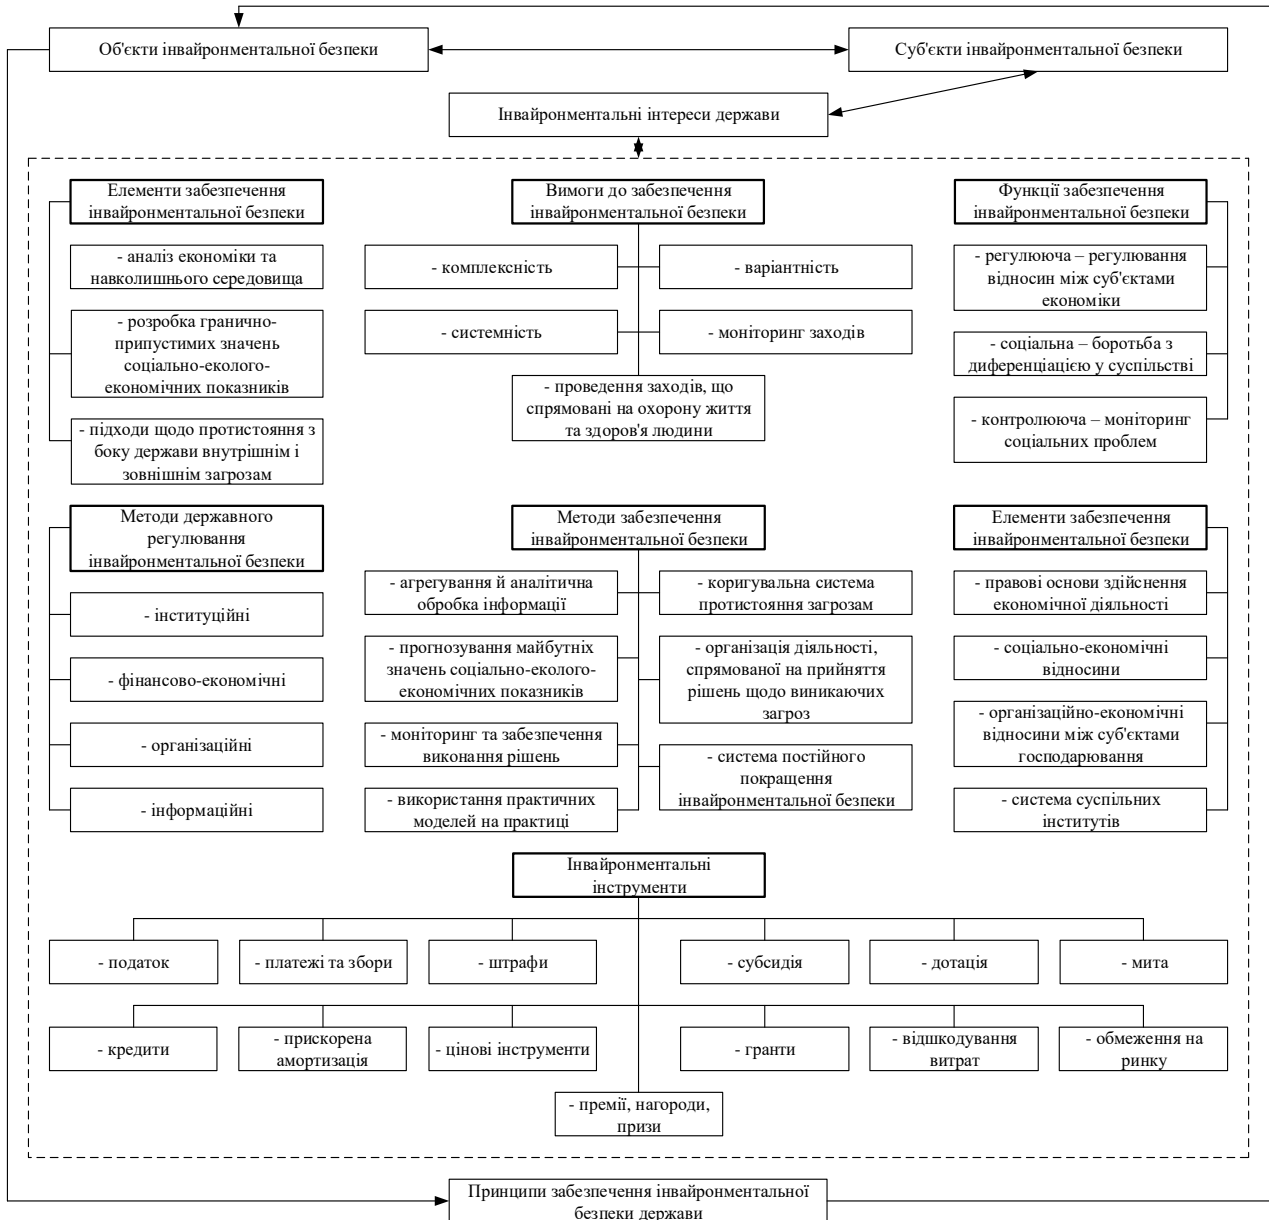 Об'єкти інвайронментальної безпеки
Суб'єкти інвайронментальної безпеки
Інвайронментальні інтереси держави
Елементи забезпечення
інвайронментальної безпеки
- аналіз економіки та
навколишнього середовища
- розробка гранично-
припустимих значень
соціально-еколого-
економічних показників
- підходи щодо протистояння з
боку держави внутрішнім і
зовнішнім загрозам
Вимоги до забезпечення
інвайронментальної безпеки
- комплексність
- варіантність
- системність
- моніторинг заходів
- проведення заходів, що
спрямовані на охорону життя
та здоров'я людини
Функції забезпечення
інвайронментальної безпеки
- регулююча – регулювання
відносин між суб'єктами
економіки
- соціальна – боротьба з
диференціацією у суспільстві
- контролююча – моніторинг
соціальних проблем
Методи державного
регулювання
інвайронментальної безпеки
- інституційні
- фінансово-економічні
- організаційні
- інформаційні
Методи забезпечення
інвайронментальної безпеки
- агрегування й аналітична
обробка інформації
- коригувальна система
протистояння загрозам
- прогнозування майбутніх
значень соціально-еколого-
економічних показників
- організація діяльності,
спрямованої на прийняття
рішень щодо виникаючих
загроз
- моніторинг та забезпечення
виконання рішень
- система постійного
покращення
інвайронментальної безпеки
- використання практичних
моделей на практиці
Елементи забезпечення
інвайронментальної безпеки
- правові основи здійснення
економічної діяльності
- соціально-економічні
відносини
- організаційно-економічні
відносини між суб'єктами
господарювання
- система суспільних
інститутів
Інвайронментальні
інструменти
- податок
- платежі та збори
- штрафи
- субсидія
- дотація
- мита
- кредити
- прискорена
амортизація
- цінові інструменти
- гранти
- відшкодування
витрат
- обмеження на
ринку
- премії, нагороди,
призи
Принципи забезпечення інвайронментальної
безпеки держави